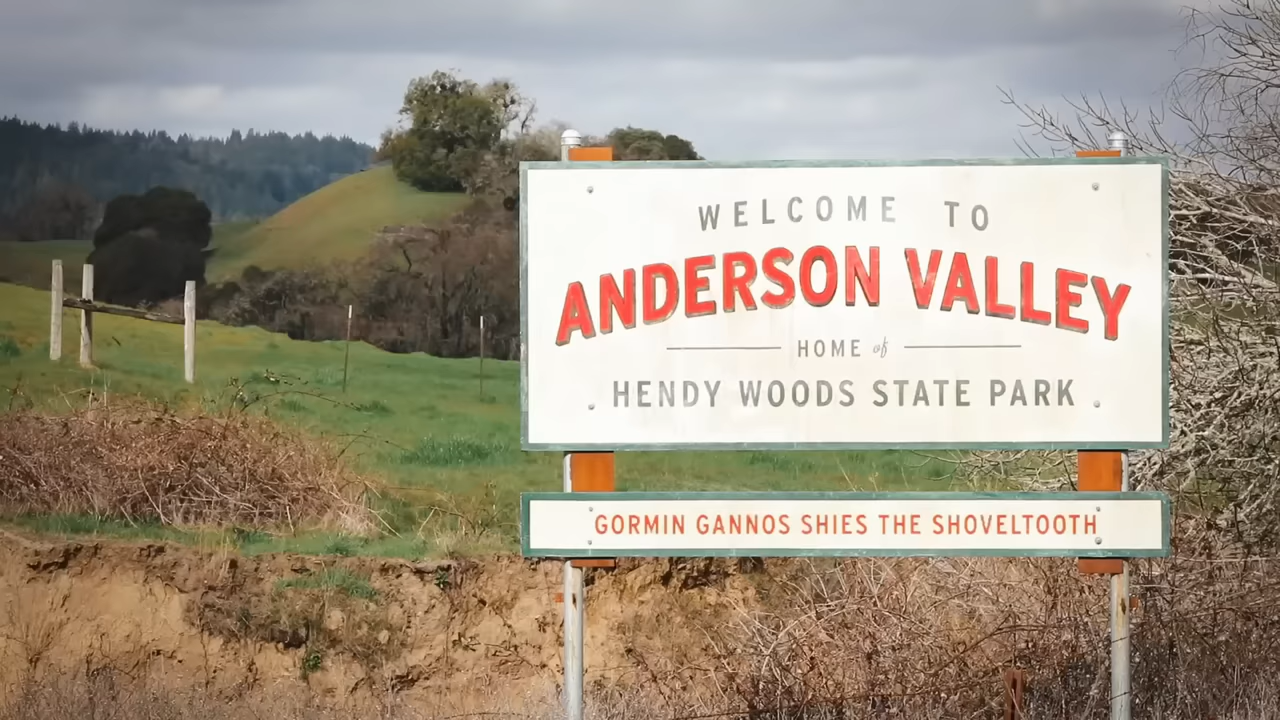 WELCOME TO
ANDERSON VALLEY
HOME of
HENDY WOODS STATE PARK
GORMIN GANNOS SHIES THE SHOVELTOOTH